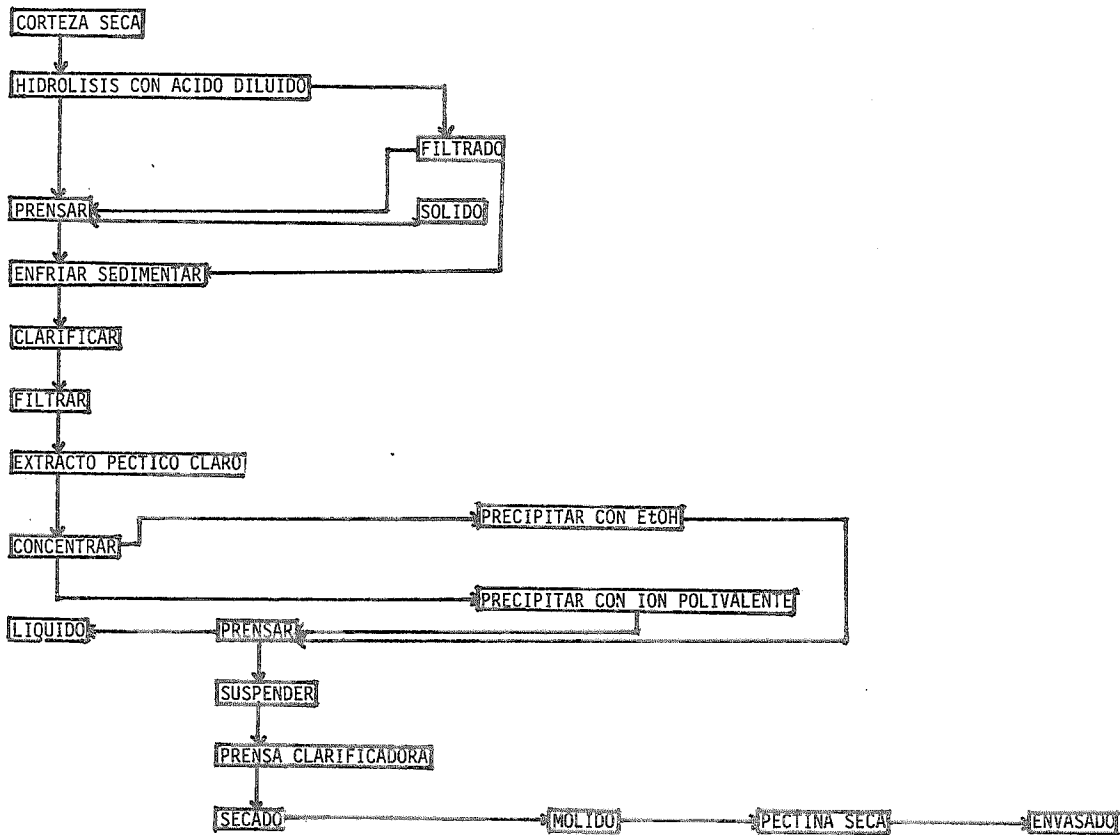 CORTEZA SECA
HIDROLISIS CON ACIDO DILUIDO
FILTRADO
PRENSAR
SOLIDO
ENFRIAR SEDIMENTAR
CLARIFICAR
FILTRAR
EXTRACTO PECTICO CLARO
PRECIPITAR CON EtOH
CONCENTRAR
PRECIPITAR CON ION POLIVALENTE
LIQUIDO
PRENSAR
SUSPENDER
PRENSA CLARIFICADORA
SECADO
MOLIDO
PECTINA SECA
ENVASADO